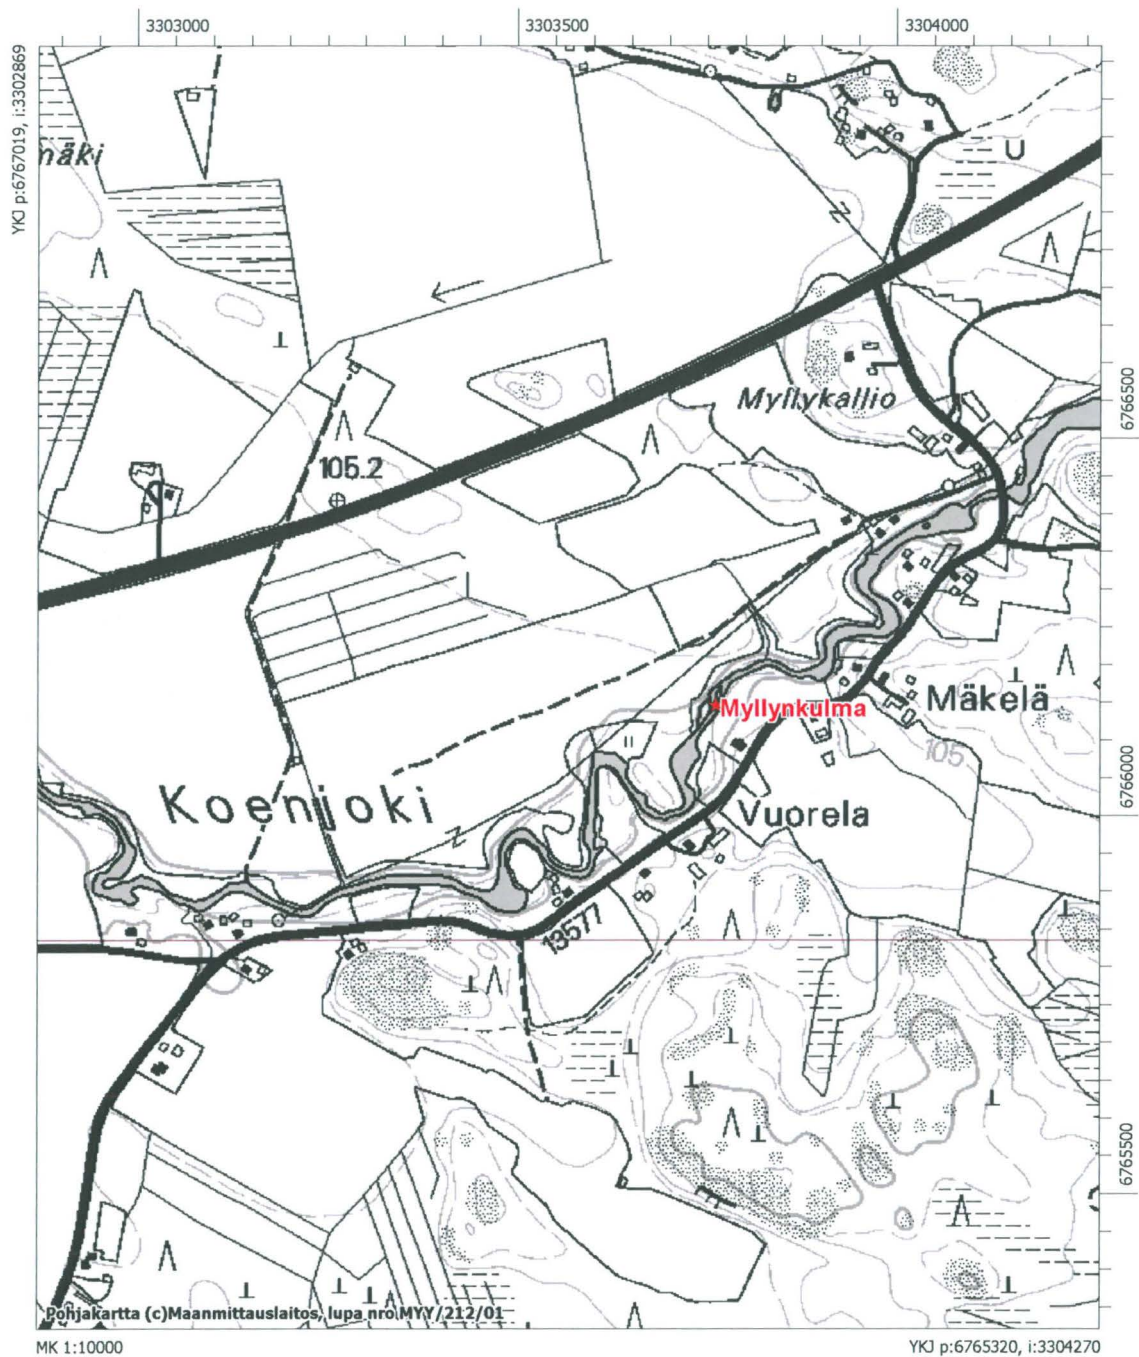 3303000
3303500
3304000
YKJ p:6767019, i:3302869
mäki
U
Myllykallio
6766500
105.2
Mäkelä
Myllynkulma
105
6766000
Koenjoki
Vuorela
13577
6765500
Pohjakartta (c)Maanmittauslaitos, lupa nro MYY/212/01
MK 1:10000
YKJ p:6765320, i:3304270